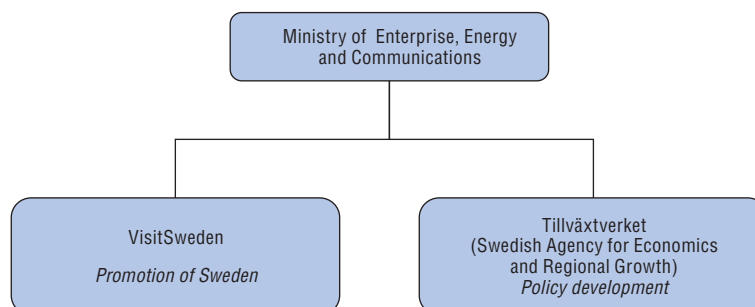 Ministry of Enterprise, Energy
and Communications
VisitSweden
Promotion of Sweden
Tillväxtverket
(Swedish Agency for Economics
and Regional Growth)
Policy development